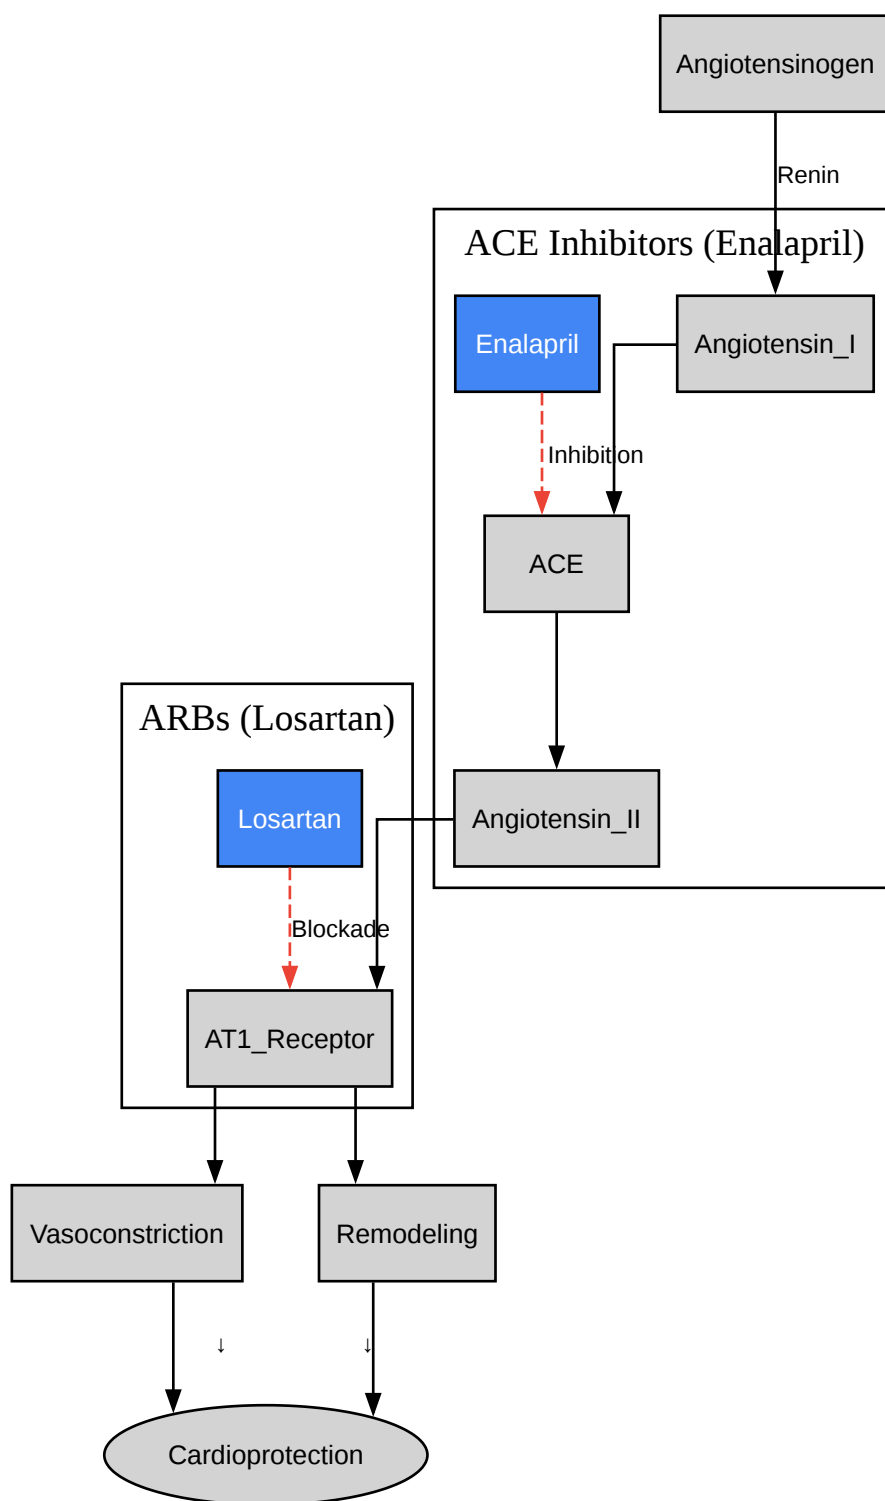 Angiotensinogen
Renin
ACE Inhibitors (Enalapril)
Enalapril
Angiotensin_I
Inhibition
ACE
ARBs (Losartan)
Losartan
Angiotensin_II
Blockade
AT1_Receptor
Vasoconstriction
Remodeling
↓
↓
Cardioprotection